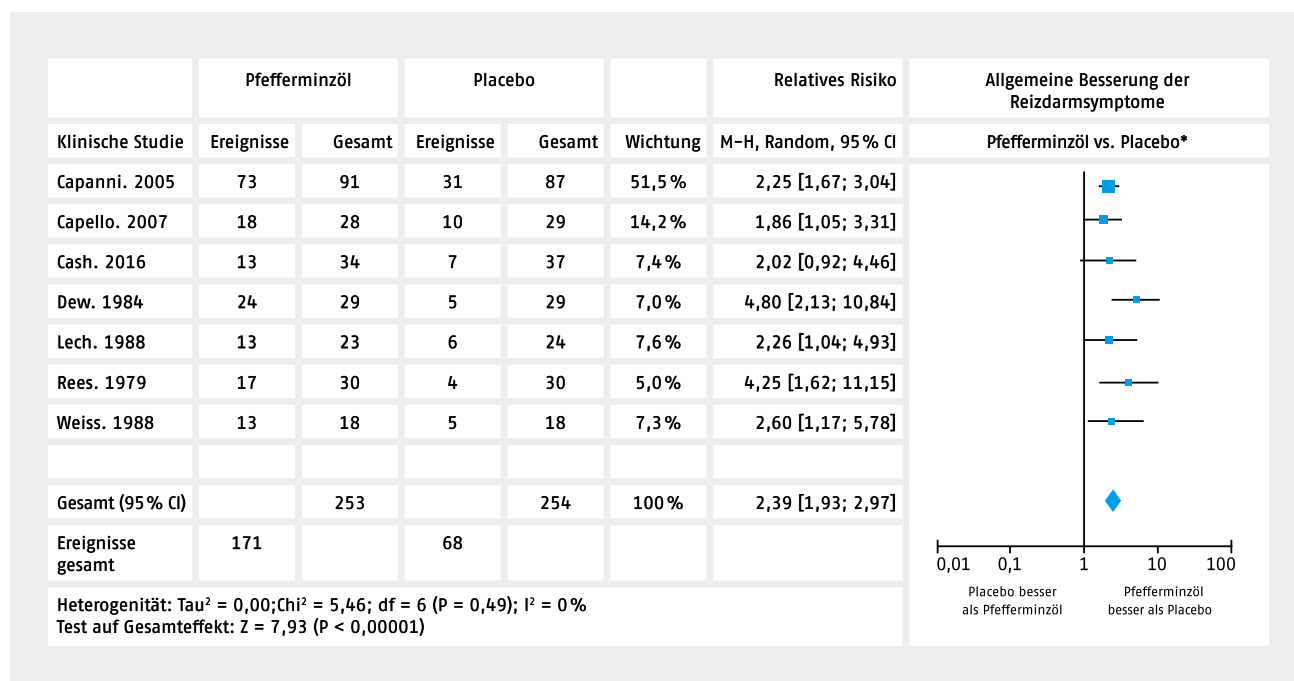 Pfefferminzöl Placebo Relatives Risiko Allgemeine Besserung der
Reizdarmsymptome
Klinische Studie Ereignisse Gesamt Ereignisse Gesamt Wichtung M-H, Random, 95 % CI Pfefferminzöl vs. Placebo*
Capanni. 2005 73 91 31 87 51,5 % 2,25 [1,67; 3,04]
Capello. 2007 18 28 10 29 14,2 % 1,86 [1,05; 3,31]
Cash. 2016 13 34 7 37 7,4 % 2,02 [0,92; 4,46]
Dew. 1984 24 29 5 29 7,0 % 4,80 [2,13; 10,84]
Lech. 1988 13 23 6 24 7,6 % 2,26 [1,04; 4,93]
Rees. 1979 17 30 4 30 5,0 % 4,25 [1,62; 11,15]
Weiss. 1988 13 18 5 18 7,3 % 2,60 [1,17; 5,78]
Gesamt (95 % CI) 253 254 100 % 2,39 [1,93; 2,97]
Ereignisse 171 68
gesamt
Heterogenität: Tau² = 0,00;Chi² = 5,46; df = 6 (P = 0,49); I² = 0 %
Test auf Gesamteffekt: Z = 7,93 (P < 0,00001)
0,01 0,1 1 10 100
Placebo besser Pfefferminzöl
als Pfefferminzöl besser als Placebo